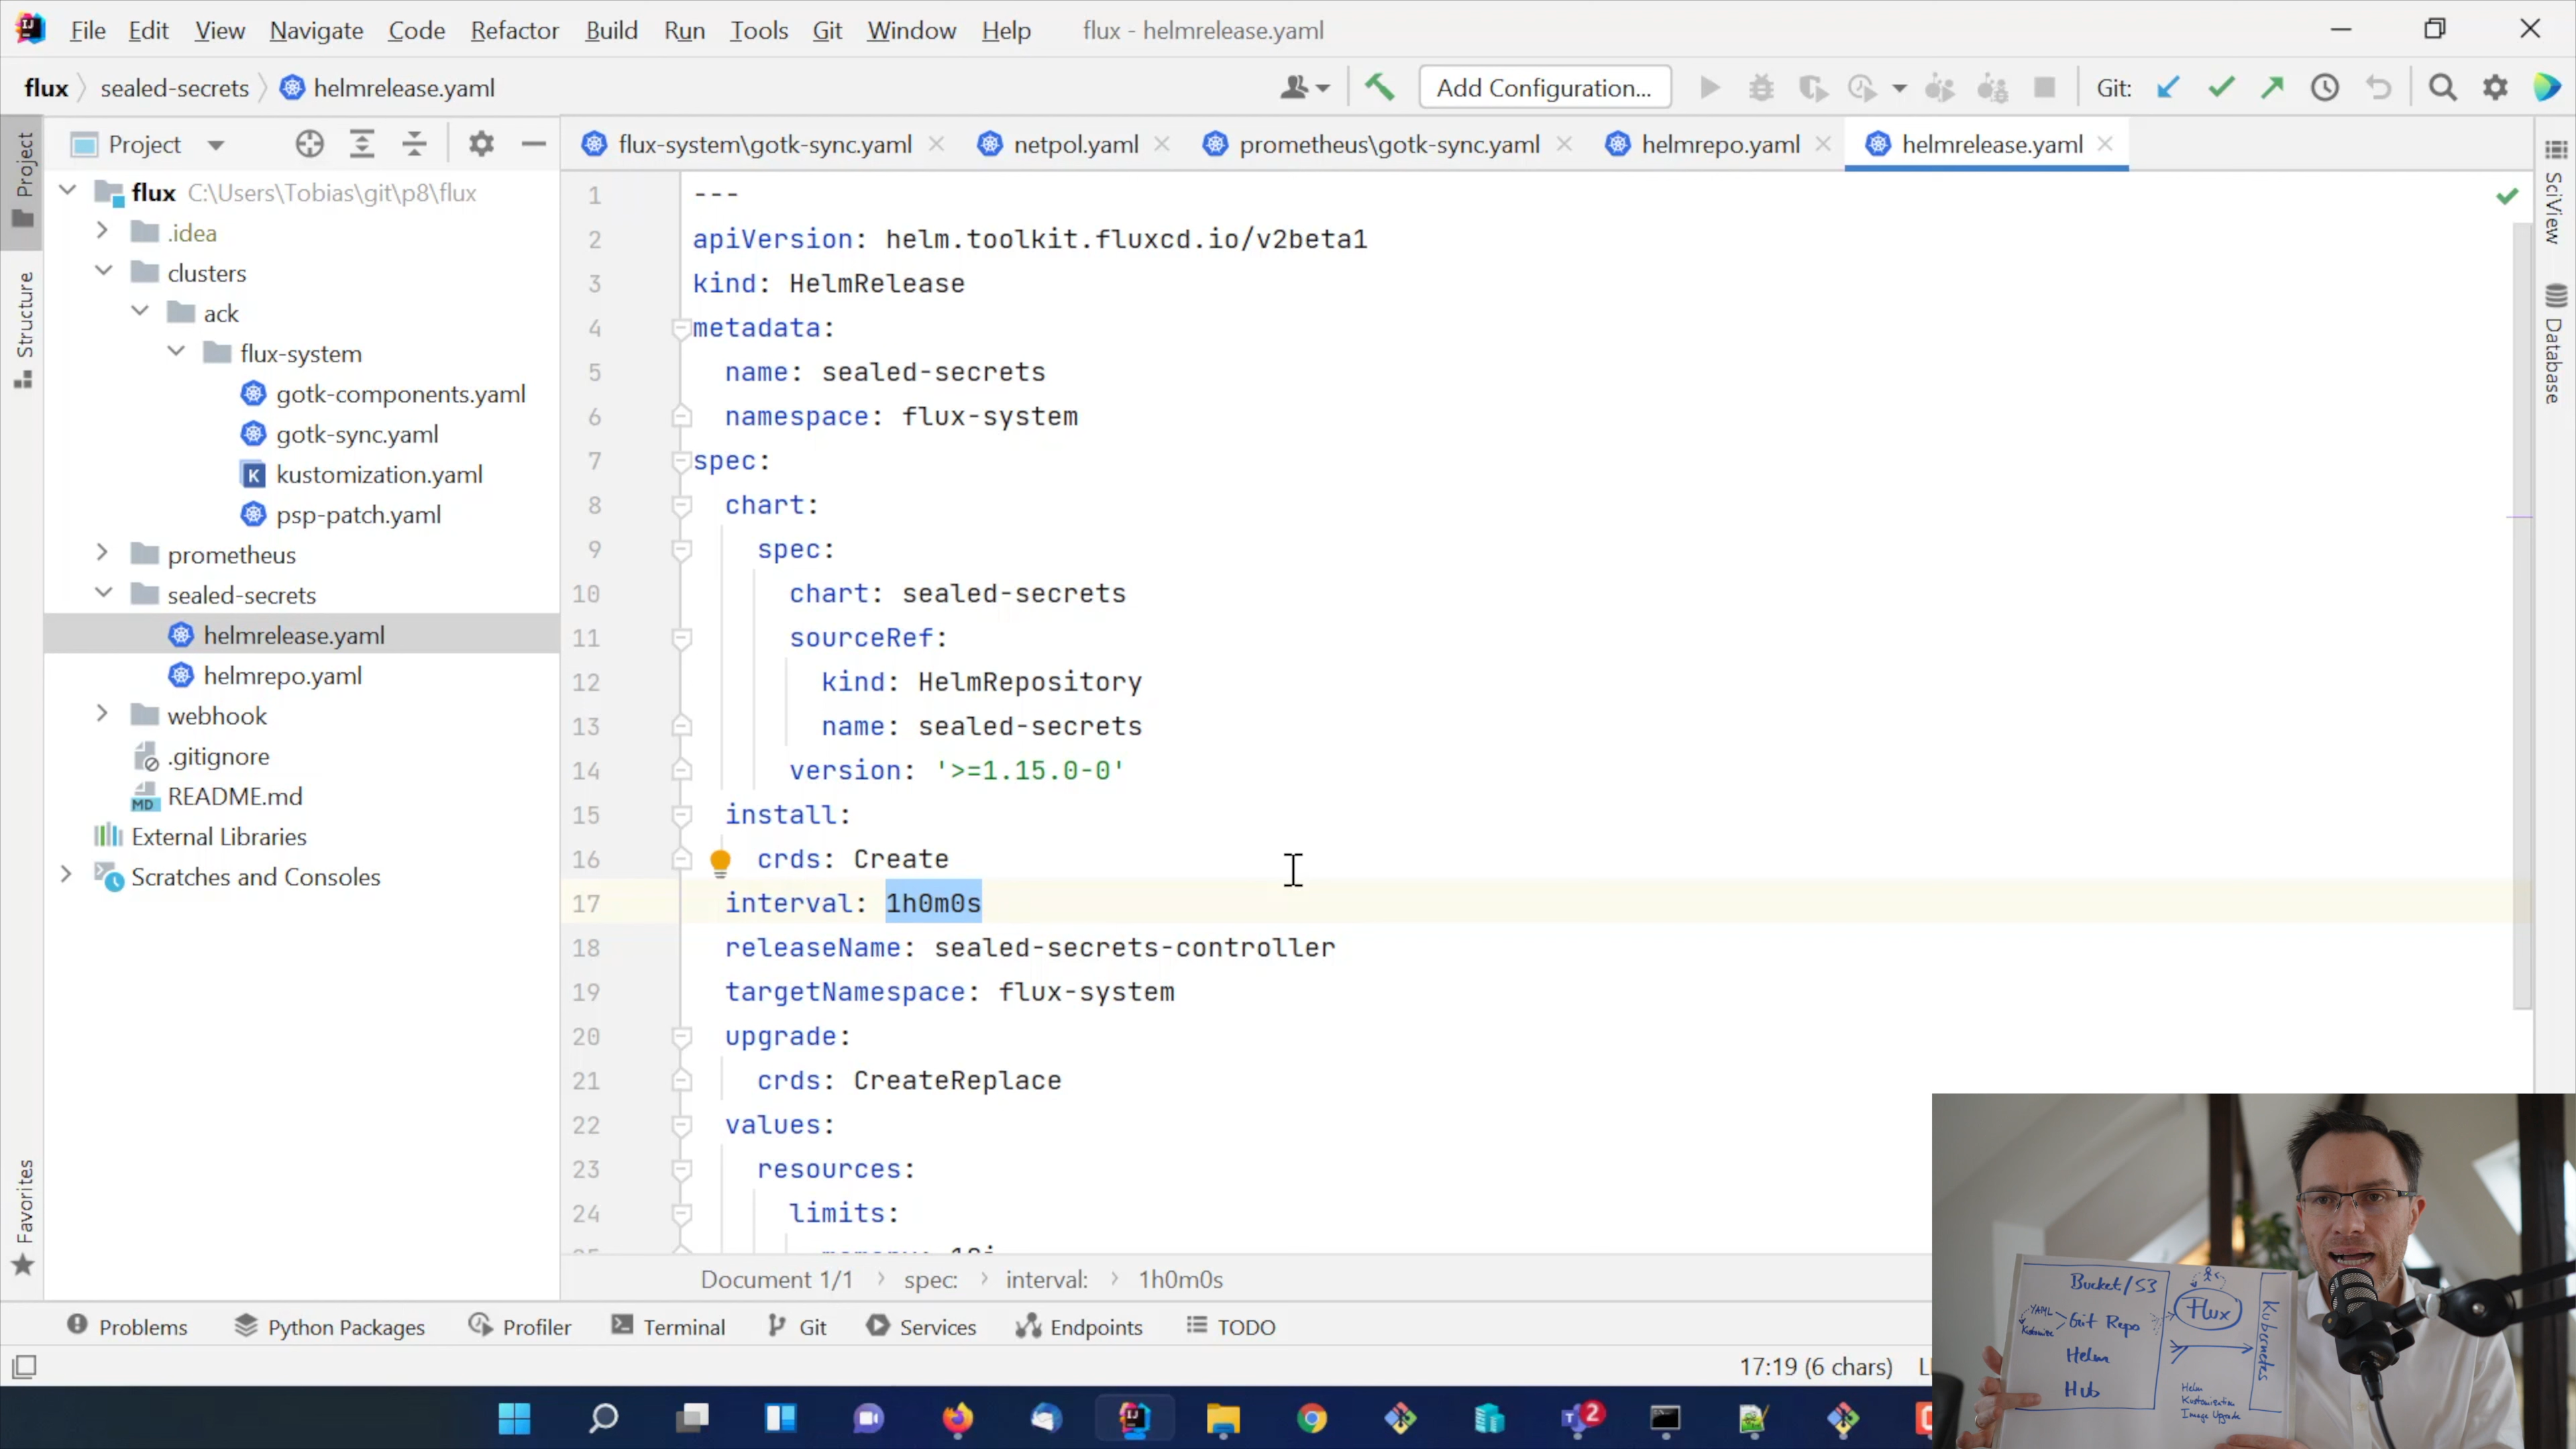 File Edit View Navigate Code Refactor Build Run Tools Git Window Help flux - helmrelease.yaml
flux sealed-secrets helmrelease.yaml Add Configuration... Git:
Project
Structure
Favorites
Project
flux C:\Users\Tobias\git\p8\flux
.idea
clusters
ack
flux-system
gotk-components.yaml
gotk-sync.yaml
kustomization.yaml
psp-patch.yaml
prometheus
sealed-secrets
helmrelease.yaml
helmrepo.yaml
webhook
.gitignore
README.md
External Libraries
Scratches and Consoles
flux-system\gotk-sync.yaml netpol.yaml prometheus\gotk-sync.yaml helmrepo.yaml helmrelease.yaml
1 ---
2 apiVersion: helm.toolkit.fluxcd.io/v2beta1
3 kind: HelmRelease
4 metadata:
5 name: sealed-secrets
6 namespace: flux-system
7 spec:
8 chart:
9 spec:
10 chart: sealed-secrets
11 sourceRef:
12 kind: HelmRepository
13 name: sealed-secrets
14 version: '>=1.15.0-0'
15 install:
16 crds: Create
17 interval: 1h0m0s
18 releaseName: sealed-secrets-controller
19 targetNamespace: flux-system
20 upgrade:
21 crds: CreateReplace
22 values:
23 resources:
24 limits:
SciView
Database
Document 1/1 spec: interval: 1h0m0s
Problems Python Packages Profiler Terminal Git Services Endpoints TODO
17:19 (6 chars)
2
Bucket/S3
YAML
Git Repo
Helm
Hub
Flux
Kubernetes
Helm
Kustomization
Image Upgrade